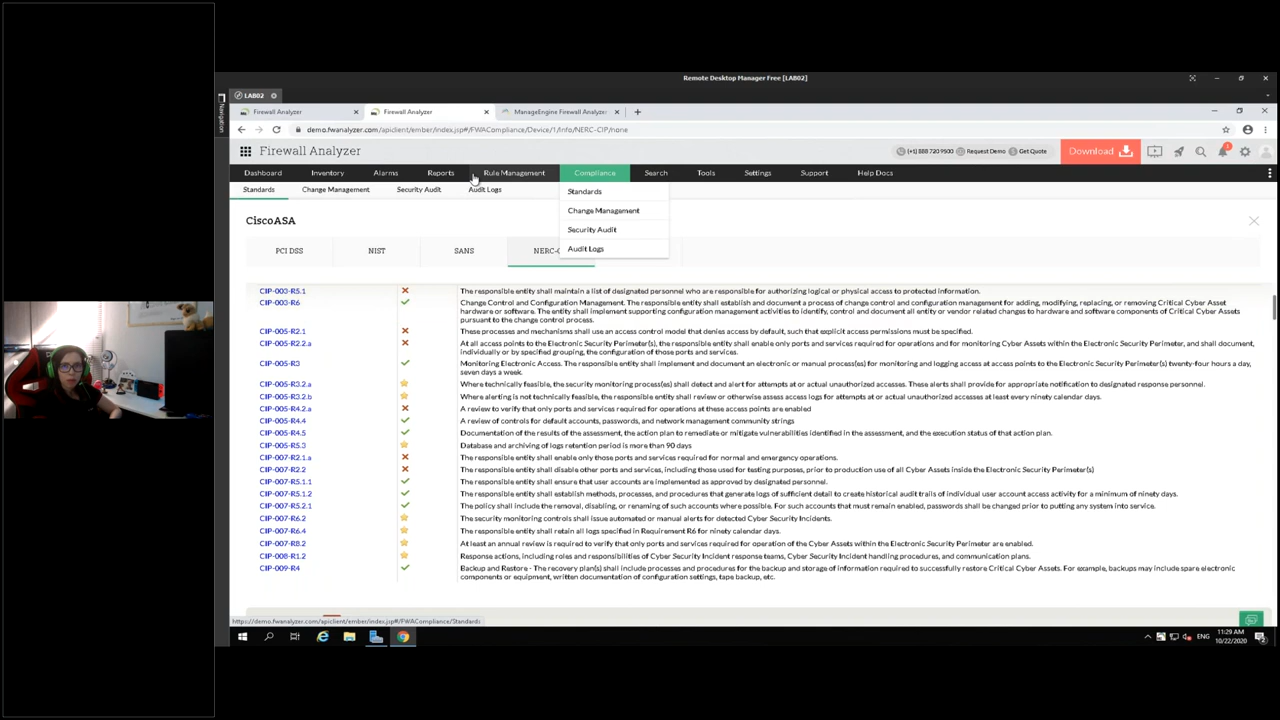 Remote Desktop Manager Free [LAB02]
Navigation
LAB02
Firewall Analyzer
Firewall Analyzer
ManageEngine Firewall Analyzer
demo.fwanalyzer.com/apiclient/ember/index.jsp#/FWACompliance/Device/1/Info/NERC-CIP/none
Firewall Analyzer
(+1) 888 720 9500
Request Demo
Get Quote
Download
Dashboard
Inventory
Alarms
Reports
Rule Management
Compliance
Search
Tools
Settings
Support
Help Docs
Standards
Change Management
Security Audit
Audit Logs
Standards
Change Management
Security Audit
Audit Logs
CiscoASA
PCI DSS
NIST
SANS
NERC-C
CIP-003-R5.1 The responsible entity shall maintain a list of designated personnel who are responsible for authorizing logical or physical access to protected information.
CIP-003-R6 Change Control and Configuration Management. The responsible entity shall establish and document a process of change control and configuration management for adding, modifying, replacing, or removing Critical Cyber Asset
hardware or software. The entity shall implement supporting configuration management activities to identify, control and document all entity or vendor related changes to hardware and software components of Critical Cyber Assets
pursuant to the change control process.
CIP-005-R2.1 These processes and mechanisms shall use an access control model that denies access by default, such that explicit access permissions must be specified.
CIP-005-R2.2.a At all access points to the Electronic Security Perimeter(s), the responsible entity shall enable only ports and services required for operations and for monitoring Cyber Assets within the Electronic Security Perimeter, and shall document,
individually or by specified grouping, the configuration of those ports and services.
CIP-005-R3 Monitoring Electronic Access. The responsible entity shall implement and document an electronic or manual process(es) for monitoring and logging access at access points to the Electronic Security Perimeter(s) twenty-four hours a day,
seven days a week.
CIP-005-R3.2.a Where technically feasible, the security monitoring process(es) shall detect and alert for attempts at or actual unauthorized accesses. These alerts shall provide for appropriate notification to designated response personnel.
CIP-005-R3.2.b Where alerting is not technically feasible, the responsible entity shall review or otherwise assess access logs for attempts at or actual unauthorized accesses at least every ninety calendar days.
CIP-005-R4.2.a A review to verify that only ports and services required for operations at these access points are enabled
CIP-005-R4.4 A review of controls for default accounts, passwords, and network management community strings
CIP-005-R4.5 Documentation of the results of the assessment, the action plan to remediate or mitigate vulnerabilities identified in the assessment, and the execution status of that action plan.
CIP-005-R5.3 Database and archiving of logs retention period is more than 90 days
CIP-007-R2.1.a The responsible entity shall enable only those ports and services required for normal and emergency operations.
CIP-007-R2.2 The responsible entity shall disable other ports and services, including those used for testing purposes, prior to production use of all Cyber Assets inside the Electronic Security Perimeter(s)
CIP-007-R5.1.1 The responsible entity shall ensure that user accounts are implemented as approved by designated personnel.
CIP-007-R5.1.2 The responsible entity shall establish methods, processes, and procedures that generate logs of sufficient detail to create historical audit trails of individual user account access activity for a minimum of ninety days.
CIP-007-R5.2.1 The policy shall include the removal, disabling, or renaming of such accounts where possible. For such accounts that must remain enabled, passwords shall be changed prior to putting any system into service.
CIP-007-R6.2 The security monitoring controls shall issue automated or manual alerts for detected Cyber Security Incidents.
CIP-007-R6.4 The responsible entity shall retain all logs specified in Requirement R6 for ninety calendar days.
CIP-007-R8.2 At least an annual review is required to verify that only ports and services required for operation of the Cyber Assets within the Electronic Security Perimeter are enabled.
CIP-008-R1.2 Response actions, including roles and responsibilities of Cyber Security Incident response teams, Cyber Security Incident handling procedures, and communication plans.
CIP-009-R4 Backup and Restore - The recovery plan(s) shall include processes and procedures for the backup and storage of information required to successfully restore Critical Cyber Assets. For example, backups may include spare electronic
components or equipment, written documentation of configuration settings, tape backup, etc.
https://demo.fwanalyzer.com/apiclient/ember/index.jsp#/FWACompliance/Standards
ENG
11:29 AM
10/22/2020